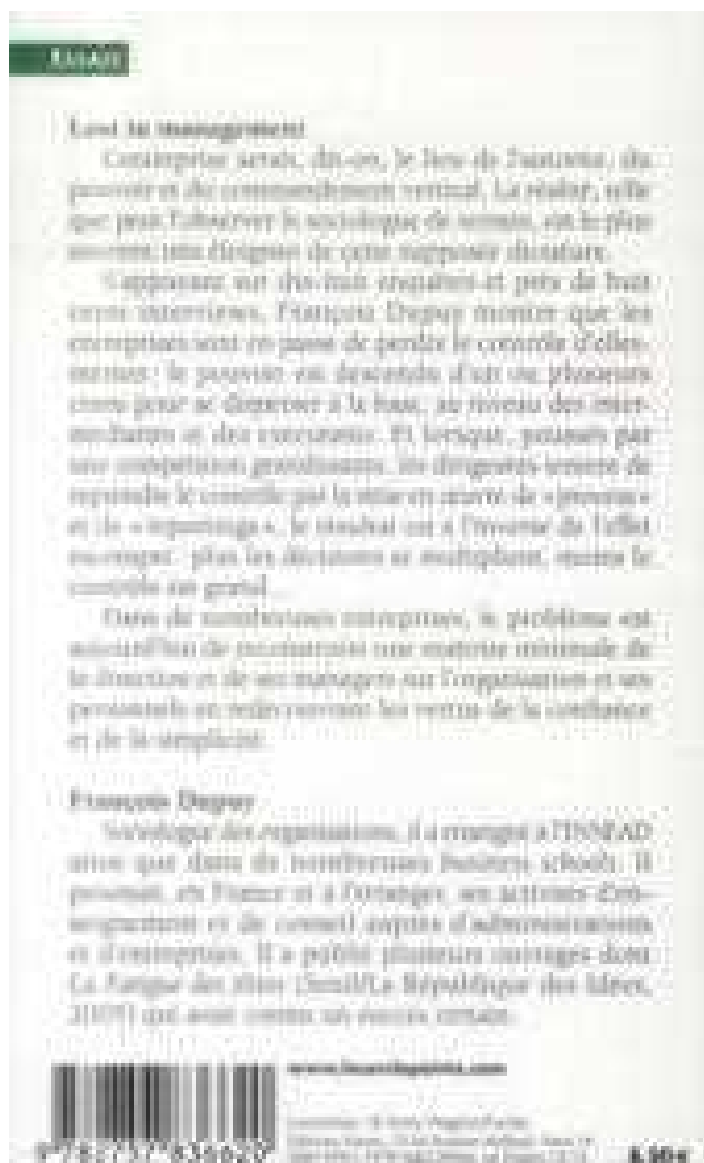 ESSAIS
Lost in management
L'entreprise serait, dit-on, le lieu de l'autorité, du
pouvoir et du commandement vertical. La réalité, telle
que peut l'observer le sociologue de terrain, est le plus
souvent très éloignée de cette supposée dictature.
S'appuyant sur dix-huit enquêtes et près de huit
cents interviews, François Dupuy montre que les
entreprises sont en passe de perdre le contrôle d'elles-
mêmes : le pouvoir est descendu d'un ou plusieurs
crans pour se disperser à la base, au niveau des inter-
médiaires et des exécutants. Et lorsque, poussés par
une compétition grandissante, les dirigeants tentent de
reprendre le contrôle par la mise en œuvre de « process »
et de « reportings », le résultat est à l'inverse de l'effet
escompté : plus les décisions se multiplient, moins le
contrôle est grand...
Dans de nombreuses entreprises, le problème est
aujourd'hui de reconstruire une maîtrise minimale de
la direction et de ses managers sur l'organisation et ses
personnels en redécouvrant les vertus de la confiance
et de la simplicité.
François Dupuy
Sociologue des organisations, il a enseigné à l'INSEAD
ainsi que dans de nombreuses business schools. Il
poursuit, en France et à l'étranger, ses activités d'en-
seignement et de conseil auprès d'administrations
et d'entreprises. Il a publié plusieurs ouvrages dont
La Fatigue des élites (Seuil/La République des Idées,
2005) qui avait connu un succès certain.
www.lecerclepoints.com
9 782757 836620